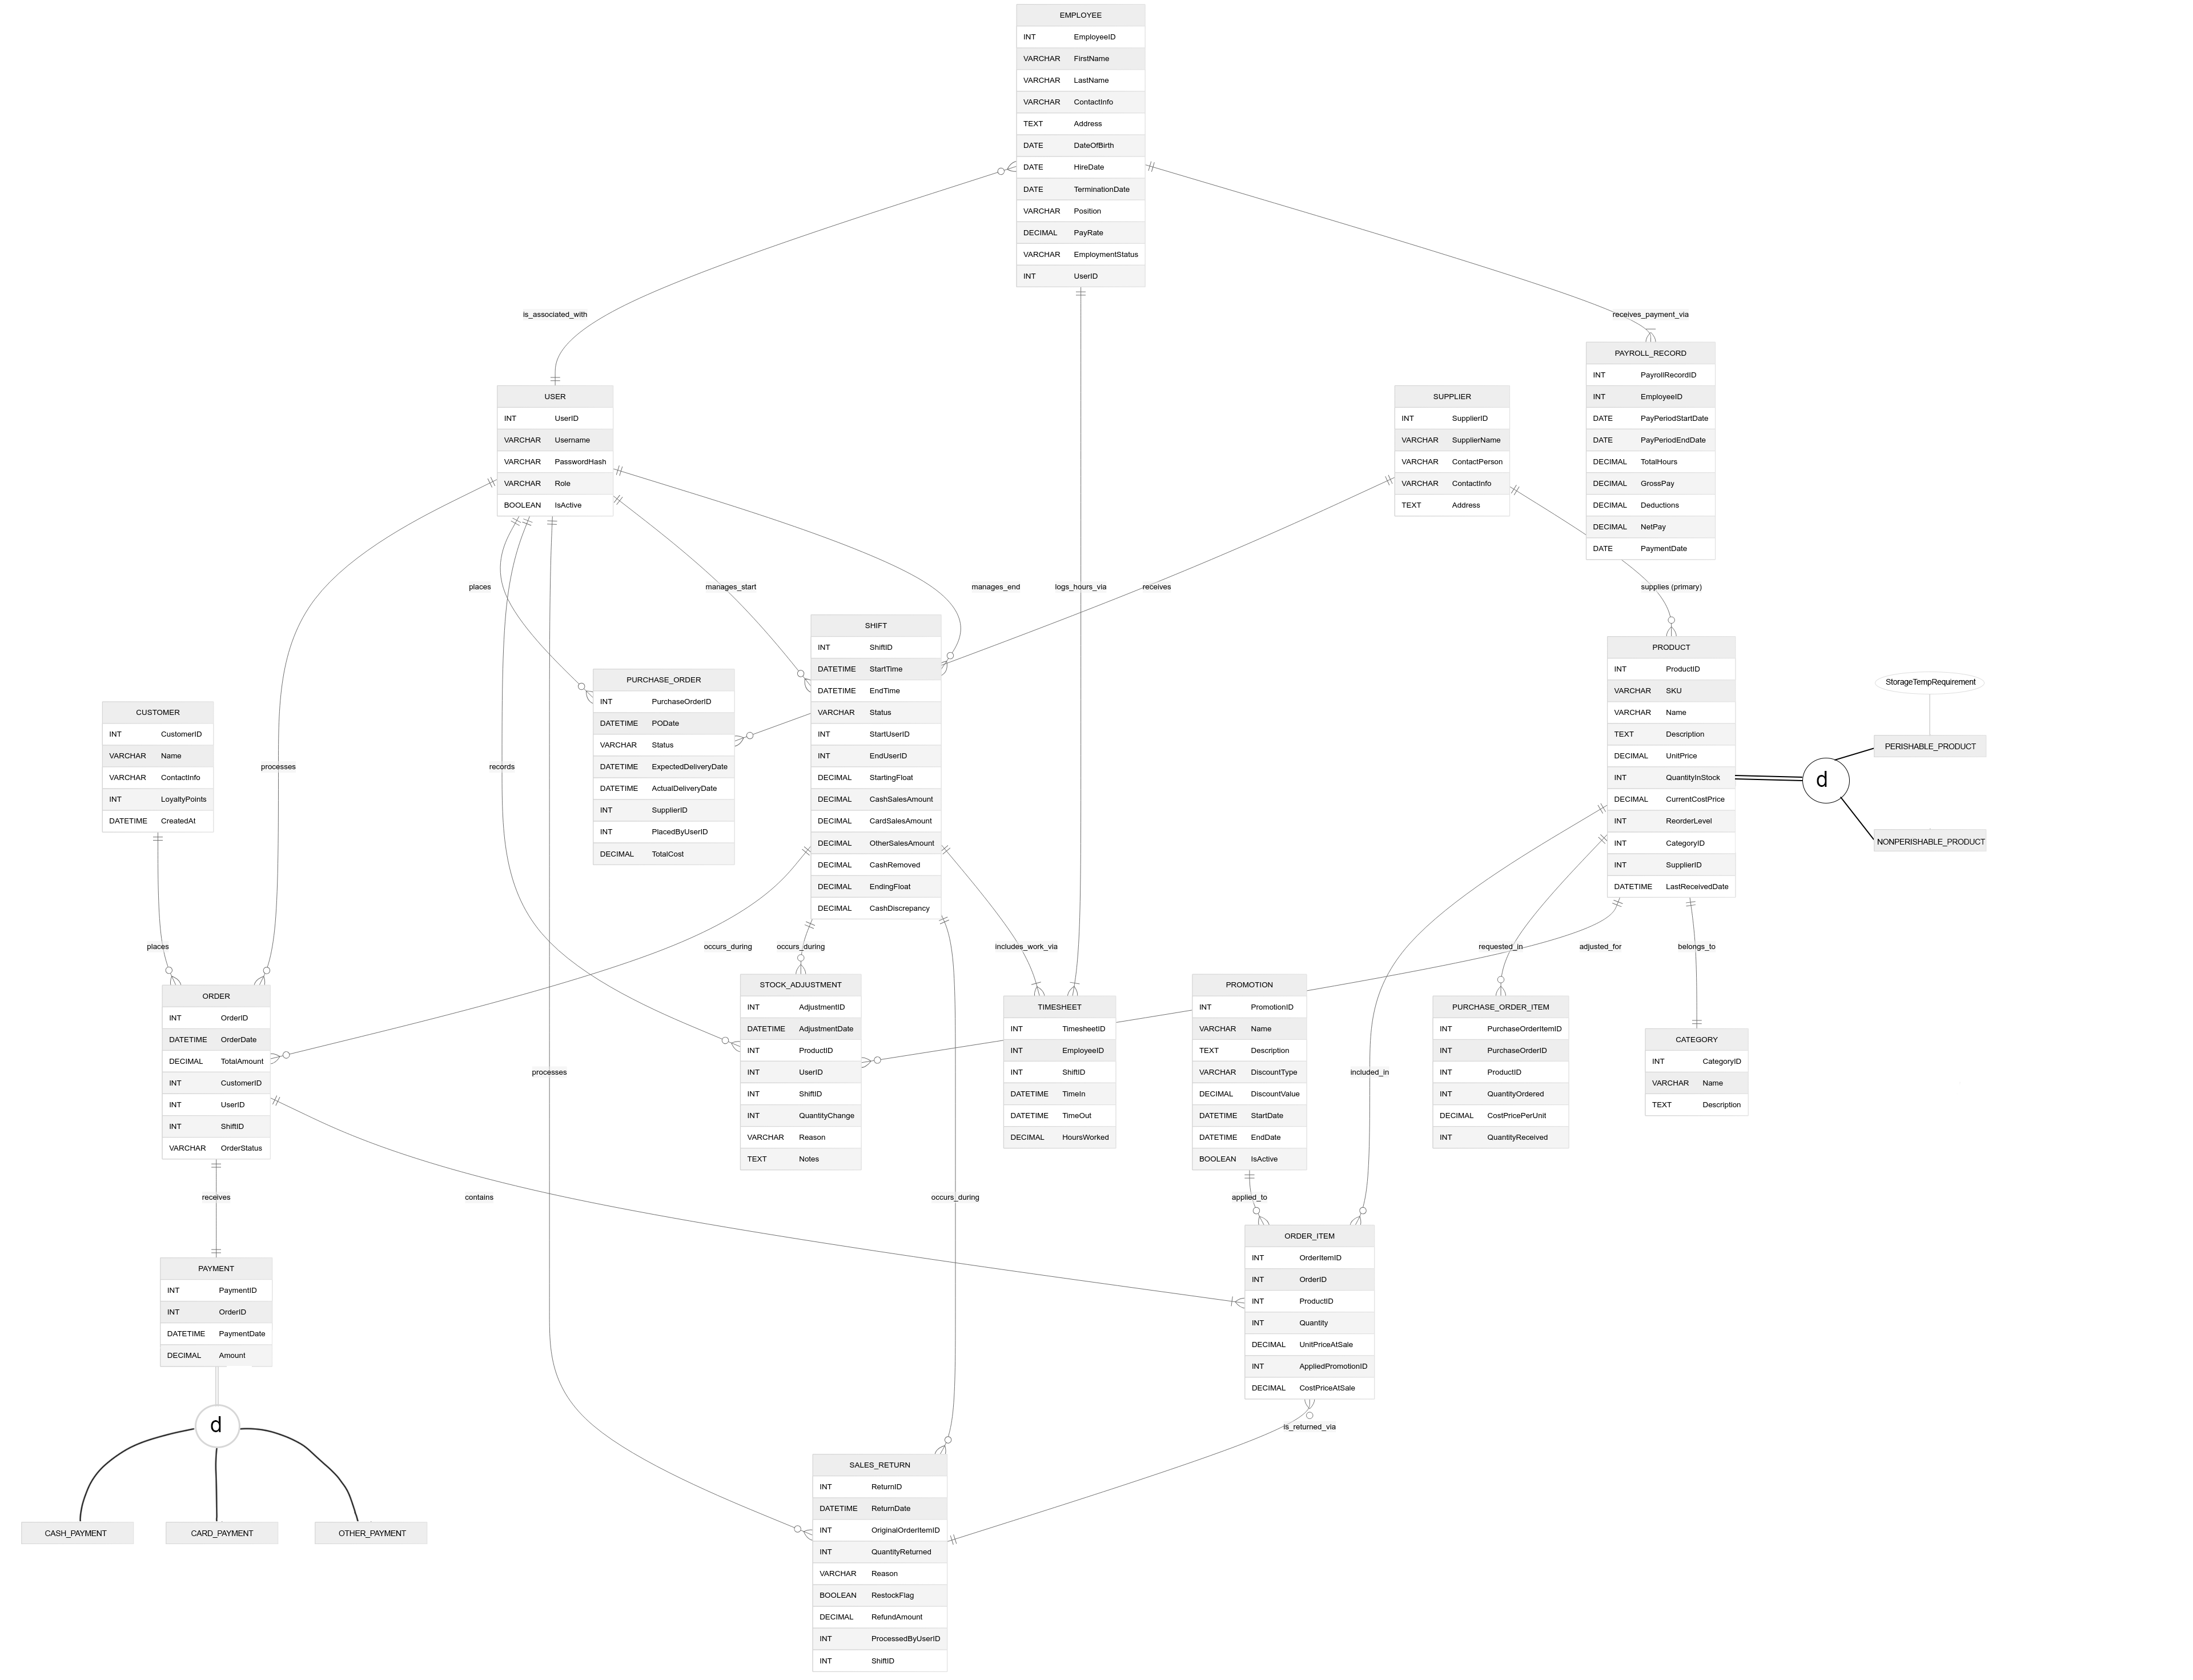 EMPLOYEE
INT EmployeeID
VARCHAR FirstName
VARCHAR LastName
VARCHAR ContactInfo
TEXT Address
DATE DateOfBirth
DATE HireDate
DATE TerminationDate
VARCHAR Position
DECIMAL PayRate
VARCHAR EmploymentStatus
INT UserID
is_associated_with
receives_payment_via
PAYROLL_RECORD
INT PayrollRecordID
INT EmployeeID
DATE PayPeriodStartDate
DATE PayPeriodEndDate
DECIMAL TotalHours
DECIMAL GrossPay
DECIMAL Deductions
DECIMAL NetPay
DATE PaymentDate
USER
INT UserID
VARCHAR Username
VARCHAR PasswordHash
VARCHAR Role
BOOLEAN IsActive
SUPPLIER
INT SupplierID
VARCHAR SupplierName
VARCHAR ContactPerson
VARCHAR ContactInfo
TEXT Address
places
manages_start
manages_end
logs_hours_via
receives
supplies (primary)
SHIFT
INT ShiftID
DATETIME StartTime
DATETIME EndTime
VARCHAR Status
INT StartUserID
INT EndUserID
DECIMAL StartingFloat
DECIMAL CashSalesAmount
DECIMAL CardSalesAmount
DECIMAL OtherSalesAmount
DECIMAL CashRemoved
DECIMAL EndingFloat
DECIMAL CashDiscrepancy
PRODUCT
INT ProductID
VARCHAR SKU
VARCHAR Name
TEXT Description
DECIMAL UnitPrice
INT QuantityInStock
DECIMAL CurrentCostPrice
INT ReorderLevel
INT CategoryID
INT SupplierID
DATETIME LastReceivedDate
StorageTempRequirement
PERISHABLE_PRODUCT
d
NONPERISHABLE_PRODUCT
PURCHASE_ORDER
INT PurchaseOrderID
DATETIME PODate
VARCHAR Status
DATETIME ExpectedDeliveryDate
DATETIME ActualDeliveryDate
INT SupplierID
INT PlacedByUserID
DECIMAL TotalCost
CUSTOMER
INT CustomerID
VARCHAR Name
VARCHAR ContactInfo
INT LoyaltyPoints
DATETIME CreatedAt
processes
records
places
occurs_during
occurs_during
includes_work_via
requested_in
adjusted_for
belongs_to
ORDER
INT OrderID
DATETIME OrderDate
DECIMAL TotalAmount
INT CustomerID
INT UserID
INT ShiftID
VARCHAR OrderStatus
STOCK_ADJUSTMENT
INT AdjustmentID
DATETIME AdjustmentDate
INT ProductID
INT UserID
INT ShiftID
INT QuantityChange
VARCHAR Reason
TEXT Notes
TIMESHEET
INT TimesheetID
INT EmployeeID
INT ShiftID
DATETIME TimeIn
DATETIME TimeOut
DECIMAL HoursWorked
PROMOTION
INT PromotionID
VARCHAR Name
TEXT Description
VARCHAR DiscountType
DECIMAL DiscountValue
DATETIME StartDate
DATETIME EndDate
BOOLEAN IsActive
PURCHASE_ORDER_ITEM
INT PurchaseOrderItemID
INT PurchaseOrderID
INT ProductID
INT QuantityOrdered
DECIMAL CostPricePerUnit
INT QuantityReceived
CATEGORY
INT CategoryID
VARCHAR Name
TEXT Description
processes
included_in
receives
contains
occurs_during
applied_to
PAYMENT
INT PaymentID
INT OrderID
DATETIME PaymentDate
DECIMAL Amount
ORDER_ITEM
INT OrderItemID
INT OrderID
INT ProductID
INT Quantity
DECIMAL UnitPriceAtSale
INT AppliedPromotionID
DECIMAL CostPriceAtSale
d
is_returned_via
CASH_PAYMENT
CARD_PAYMENT
OTHER_PAYMENT
SALES_RETURN
INT ReturnID
DATETIME ReturnDate
INT OriginalOrderItemID
INT QuantityReturned
VARCHAR Reason
BOOLEAN RestockFlag
DECIMAL RefundAmount
INT ProcessedByUserID
INT ShiftID